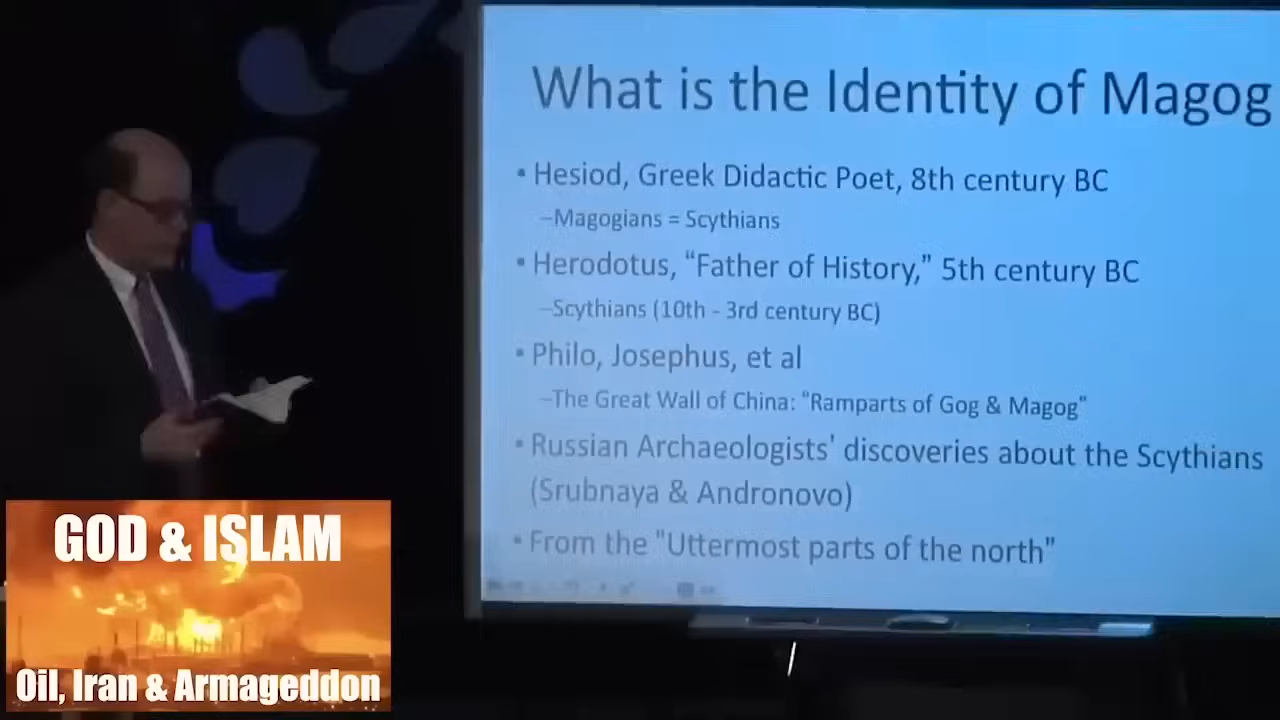 What is the Identity of Magog
• Hesiod, Greek Didactic Poet, 8th century BC
–Magogians = Scythians
• Herodotus, “Father of History,” 5th century BC
–Scythians (10th - 3rd century BC)
• Philo, Josephus, et al
–The Great Wall of China: “Ramparts of Gog & Magog”
• Russian Archaeologists' discoveries about the Scythians
(Srubnaya & Andronovo)
• From the "Uttermost parts of the north"
GOD & ISLAM
Oil, Iran & Armageddon